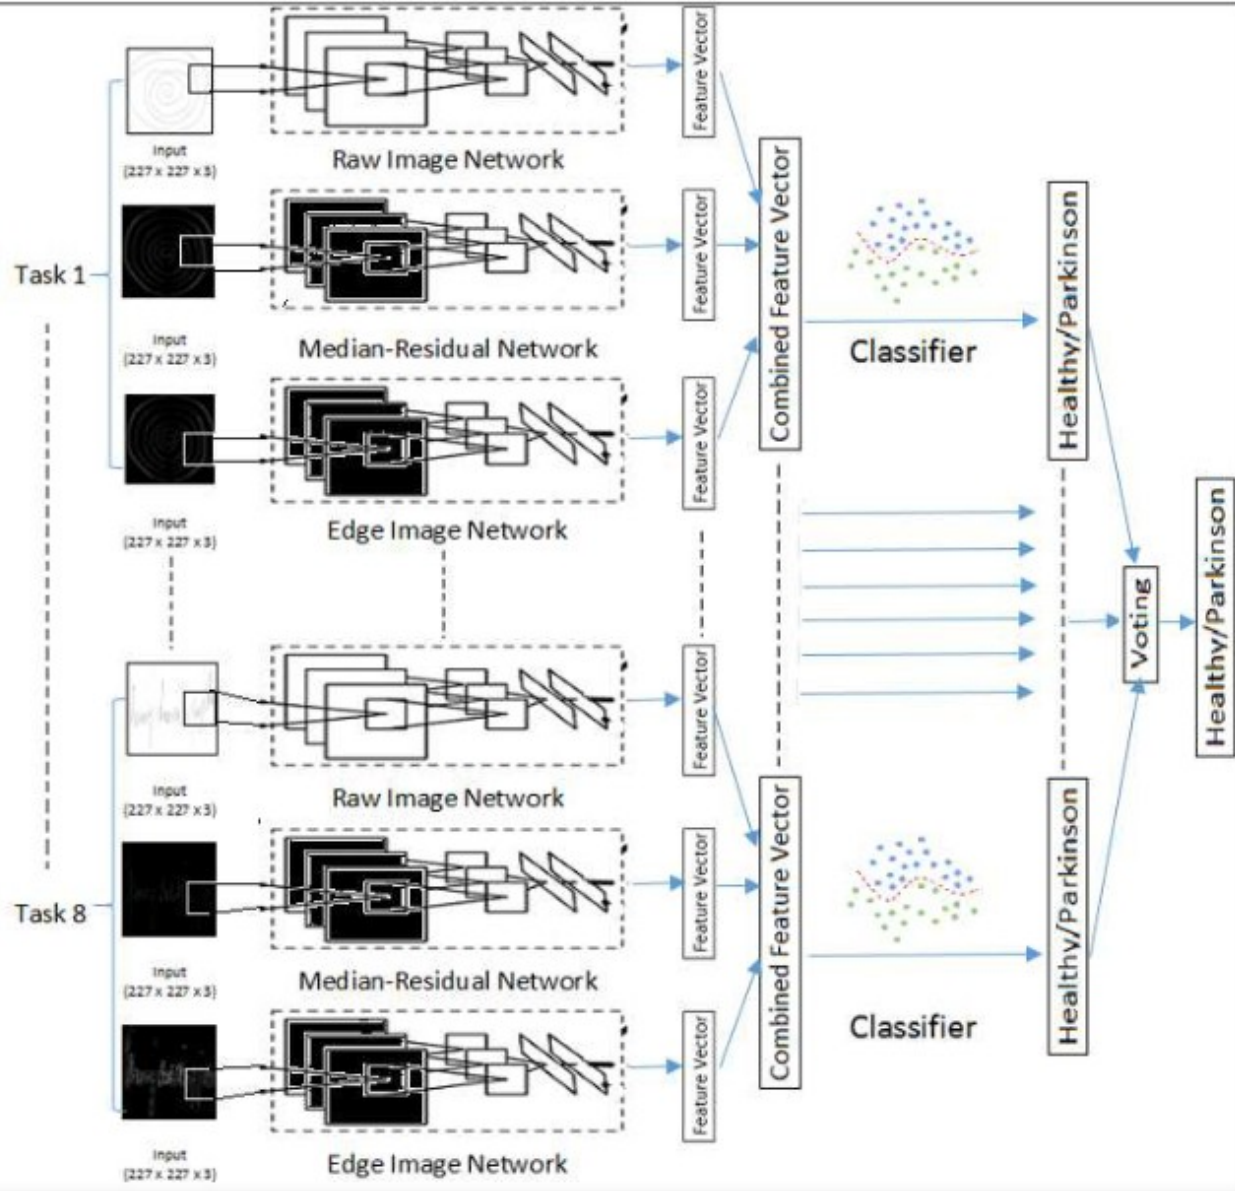 Task 1
Input
(227 x 227 x 3)
Raw Image Network
Feature Vector
Input
(227 x 227 x 3)
Median-Residual Network
Feature Vector
Input
(227 x 227 x 3)
Edge Image Network
Feature Vector
Combined Feature Vector
Classifier
Healthy/Parkinson
Task 8
Input
(227 x 227 x 3)
Raw Image Network
Feature Vector
Input
(227 x 227 x 3)
Median-Residual Network
Feature Vector
Input
(227 x 227 x 3)
Edge Image Network
Feature Vector
Combined Feature Vector
Classifier
Healthy/Parkinson
Voting
Healthy/Parkinson